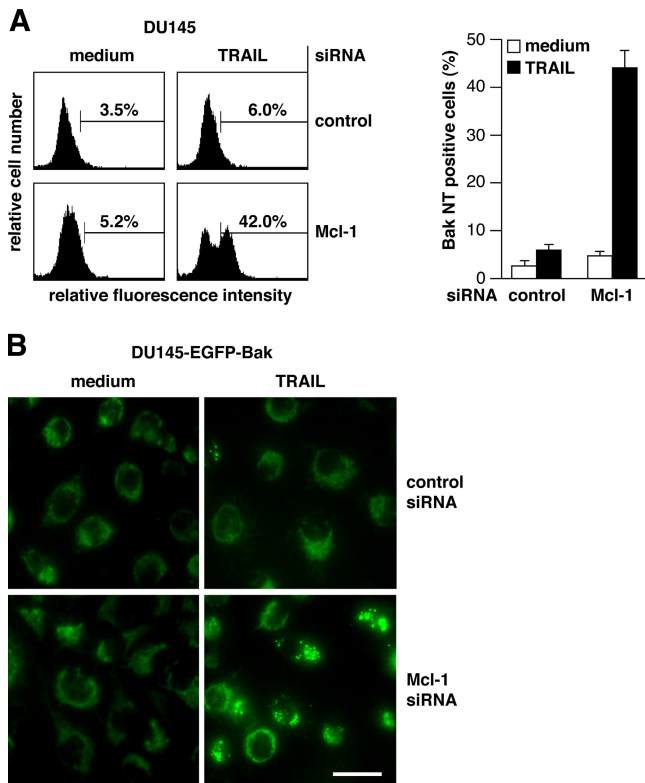 A
DU145
medium TRAIL siRNA
relative cell number
3.5% 6.0%
control
5.2% 42.0%
Mcl-1
relative fluorescence intensity
Bak NT positive cells (%)
medium
TRAIL
50
40
30
20
10
0
siRNA control Mcl-1
B
DU145-EGFP-Bak
medium TRAIL
control
siRNA
Mcl-1
siRNA